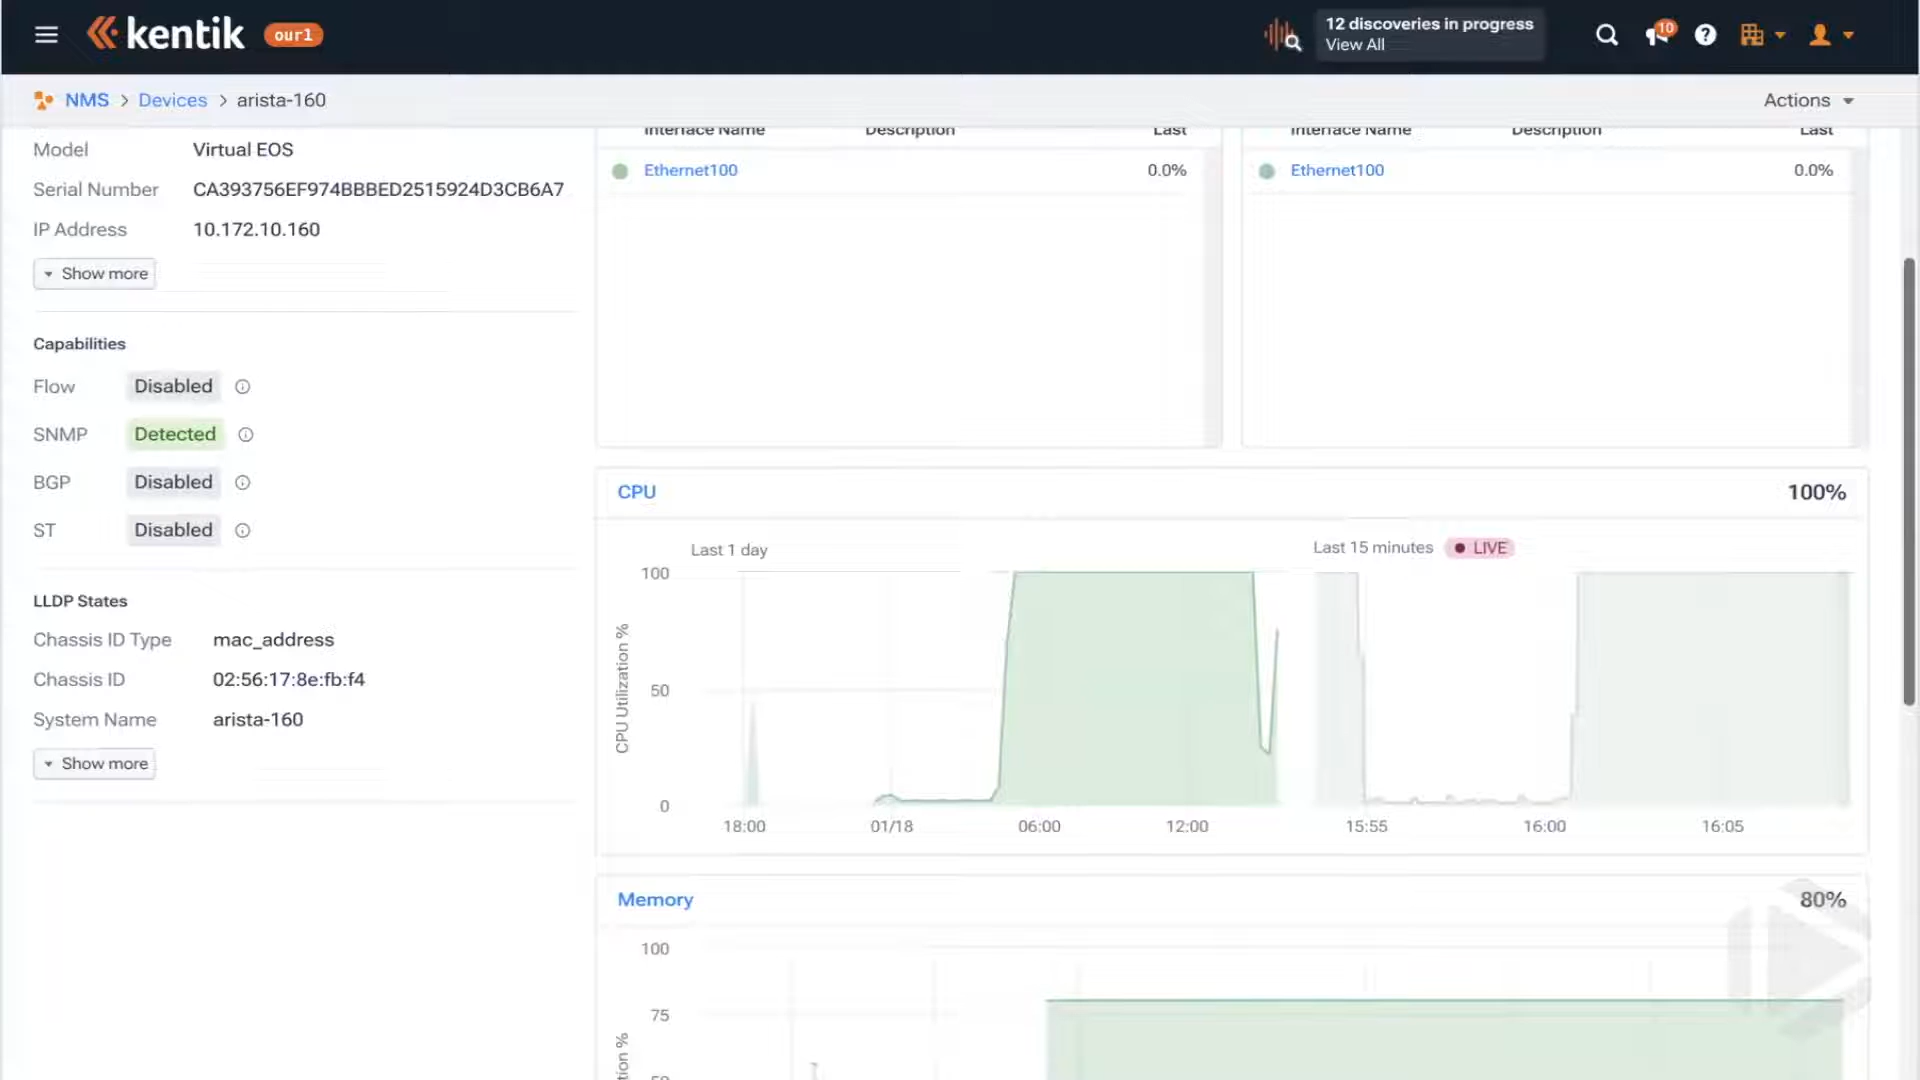 kentik our1
12 discoveries in progress
View All
10
NMS > Devices > arista-160
Actions
Model Virtual EOS
Serial Number CA393756EF974BBBED2515924D3CB6A7
IP Address 10.172.10.160
Show more
Capabilities
Flow Disabled
SNMP Detected
BGP Disabled
ST Disabled
LLDP States
Chassis ID Type mac_address
Chassis ID 02:56:17:8e:fb:f4
System Name arista-160
Show more
Interface Name Description Last
Ethernet100 0.0%
Interface Name Description Last
Ethernet100 0.0%
CPU 100%
Last 1 day
Last 15 minutes LIVE
CPU Utilization %
100
50
0
18:00 01/18 06:00 12:00
15:55 16:00 16:05
Memory 80%
100
75